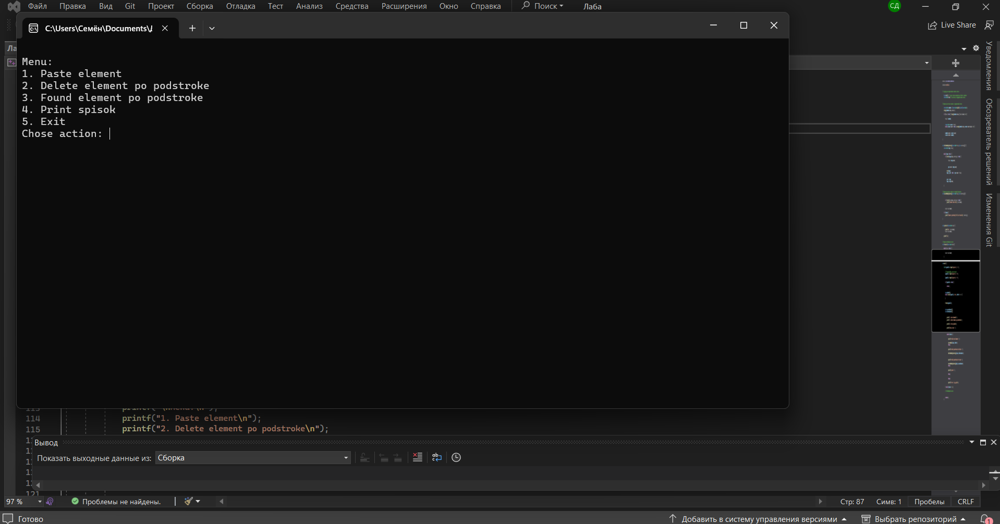 Файл Правка Вид Git Проект Сборка Отладка Тест Анализ Средства Расширения Окно Справка Поиск Лаба СД
C:\Users\Семён\Documents\
Live Share
Ла
Menu:
1. Paste element
2. Delete element po podstroke
3. Found element po podstroke
4. Print spisok
5. Exit
Chose action:
Уведомления
Обозреватель решений
Изменения Git
114 printf("1. Paste element\n");
115 printf("2. Delete element po podstroke\n");
Вывод
Показать выходные данные из: Сборка
121
97 % Проблемы не найдены. Стр: 87 Симв: 1 Пробелы CRLF
Готово Добавить в систему управления версиями Выбрать репозиторий 1